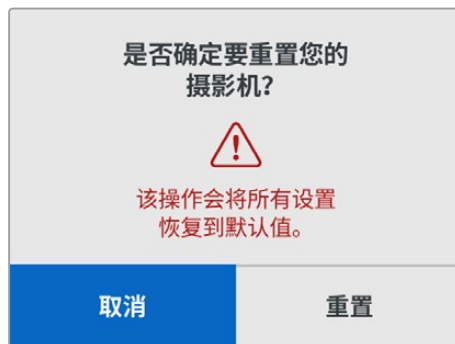 是否确定要重置您的
摄影机？
该操作会将所有设置
恢复到默认值。
取消
重置